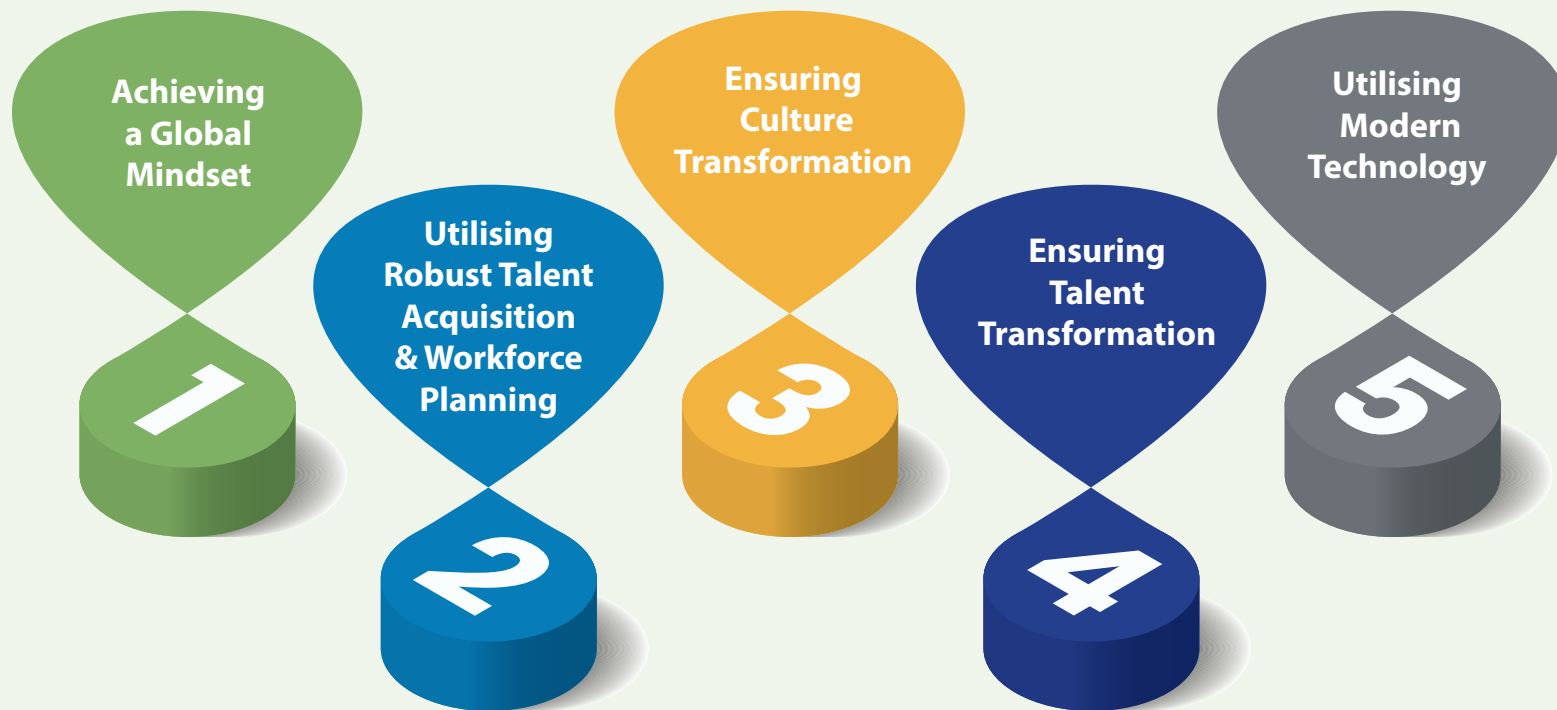 Achieving
a Global
Mindset
1
Utilising
Robust Talent
Acquisition
& Workforce
Planning
2
Ensuring
Culture
Transformation
3
Ensuring
Talent
Transformation
4
Utilising
Modern
Technology
5